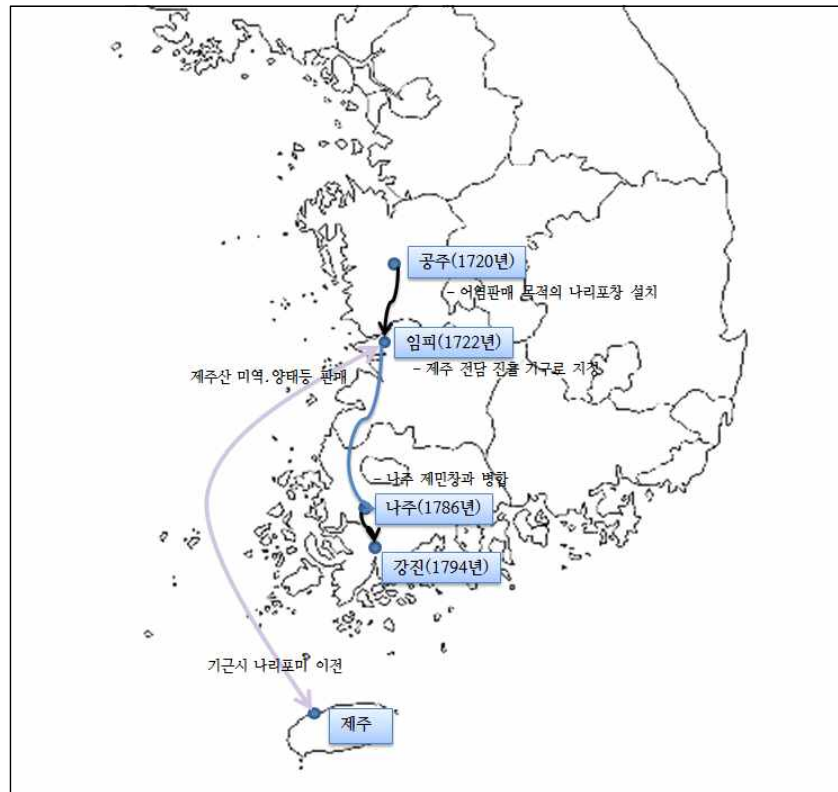 공주(1720년)
- 어염판매 목적의 나리포창 설치
임피(1722년)
- 제주 전담 진휼 기구로 지정
제주산 미역.양태등 판매
- 나주 제민창과 병합
나주(1786년)
강진(1794년)
기근시 나리포미 이전
제주